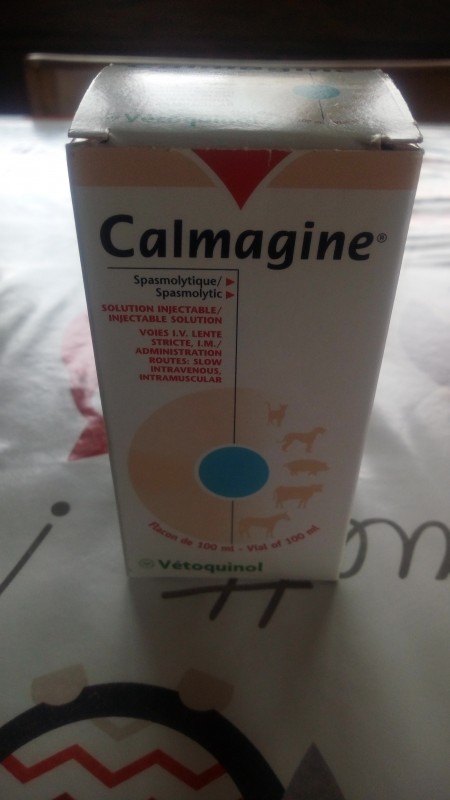 Vétoquinol
Calmagine®
Spasmolytique/
Spasmolytic
SOLUTION INJECTABLE/
INJECTABLE SOLUTION
VOIES I.V. LENTE
STRICTE, I.M./
ADMINISTRATION
ROUTES: SLOW
INTRAVENOUS,
INTRAMUSCULAR
Flacon de 100 ml - Vial of 100 ml
Vétoquinol